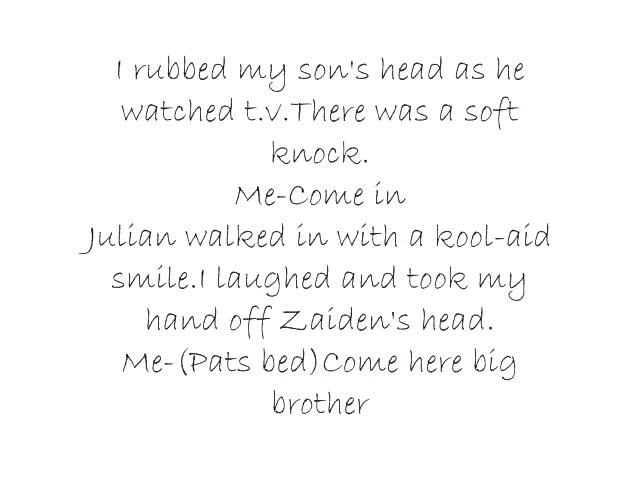 I rubbed my son's head as he
watched t.v.There was a soft
knock.
Me-Come in
Julian walked in with a kool-aid
smile.I laughed and took my
hand off Zaiden's head.
Me-(Pats bed)Come here big
brother